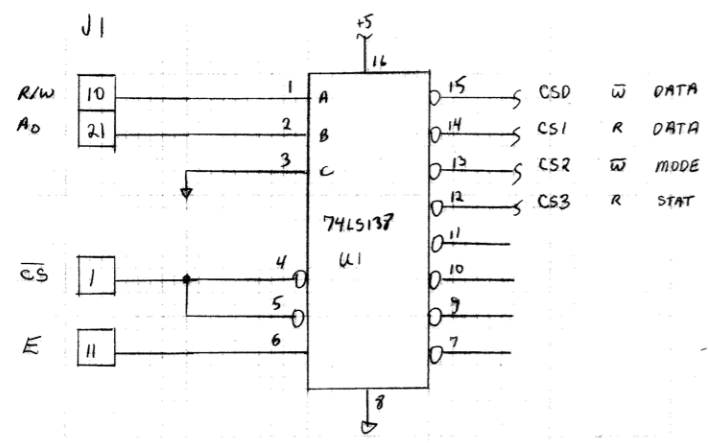 J1
+5
16
R/W 10 1 A 15 CS0 W̅ DATA
A0 21 2 B 14 CS1 R DATA
3 C 13 CS2 W̅ MODE
12 CS3 R STAT
74LS138
U1
11
C̅S̅ 1 4 10
5 9
E 11 6 7
8